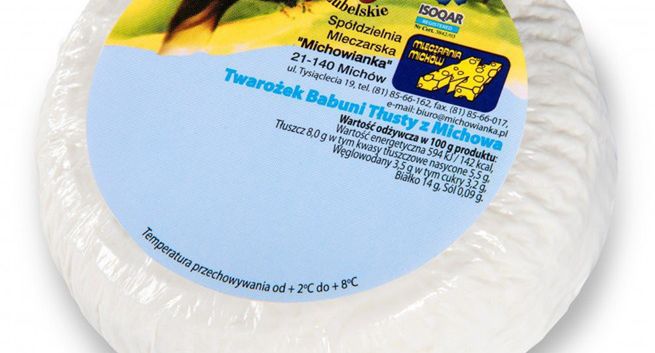 lubelskie
ISOQAR
REGISTERED
Spółdzielnia
Mleczarska
"Michowianka"
21-140 Michów
ul. Tysiąclecia 19, tel. (81) 85-66-162, fax. (81) 85-66-017,
e-mail: biuro@michowianka.pl
MLECZARNIA
MICHÓW
Twarożek Babuni Tłusty z Michowa
Wartość odżywcza w 100 g produktu:
Wartość energetyczna 594 kJ / 142 kcal,
Tłuszcz 8,0 g w tym kwasy tłuszczowe nasycone 5,5 g,
Węglowodany 3,5 g w tym cukry 3,2 g,
Białko 14 g, Sól 0,09 g.
Temperatura przechowywania od + 2°C do + 8°C